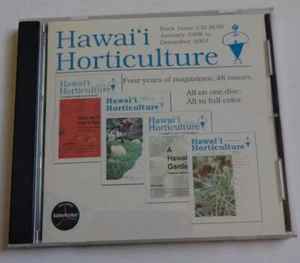 Hawai'i
Horticulture
Back Issue CD-ROM
January 1998 to
December 2001
Four years of magazines, 48 issues.
All on one disc.
All in full color.
Hawai'i
Horticulture
Hawai'i
Horticulture
Hawai'i
Horticulture
A
Hawai
Garde
Hawai'i
Horticulture